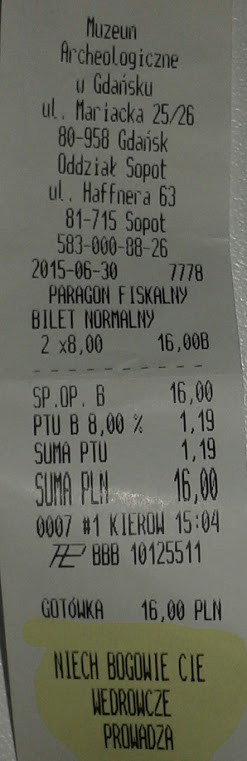 Muzeum
Archeologiczne
w Gdańsku
ul. Mariacka 25/26
80-958 Gdańsk
Oddział Sopot
ul. Haffnera 63
81-715 Sopot
583-000-88-26
2015-06-30 7778
PARAGON FISKALNY
BILET NORMALNY
2 x8,00 16,00B
SP.OP. B 16,00
PTU B 8,00 % 1,19
SUMA PTU 1,19
SUMA PLN 16,00
0007 #1 KIEROW 15:04
BBB 10125511
GOTÓWKA 16,00 PLN
NIECH BOGOWIE CIE
WEDROWCZE
PROWADZA